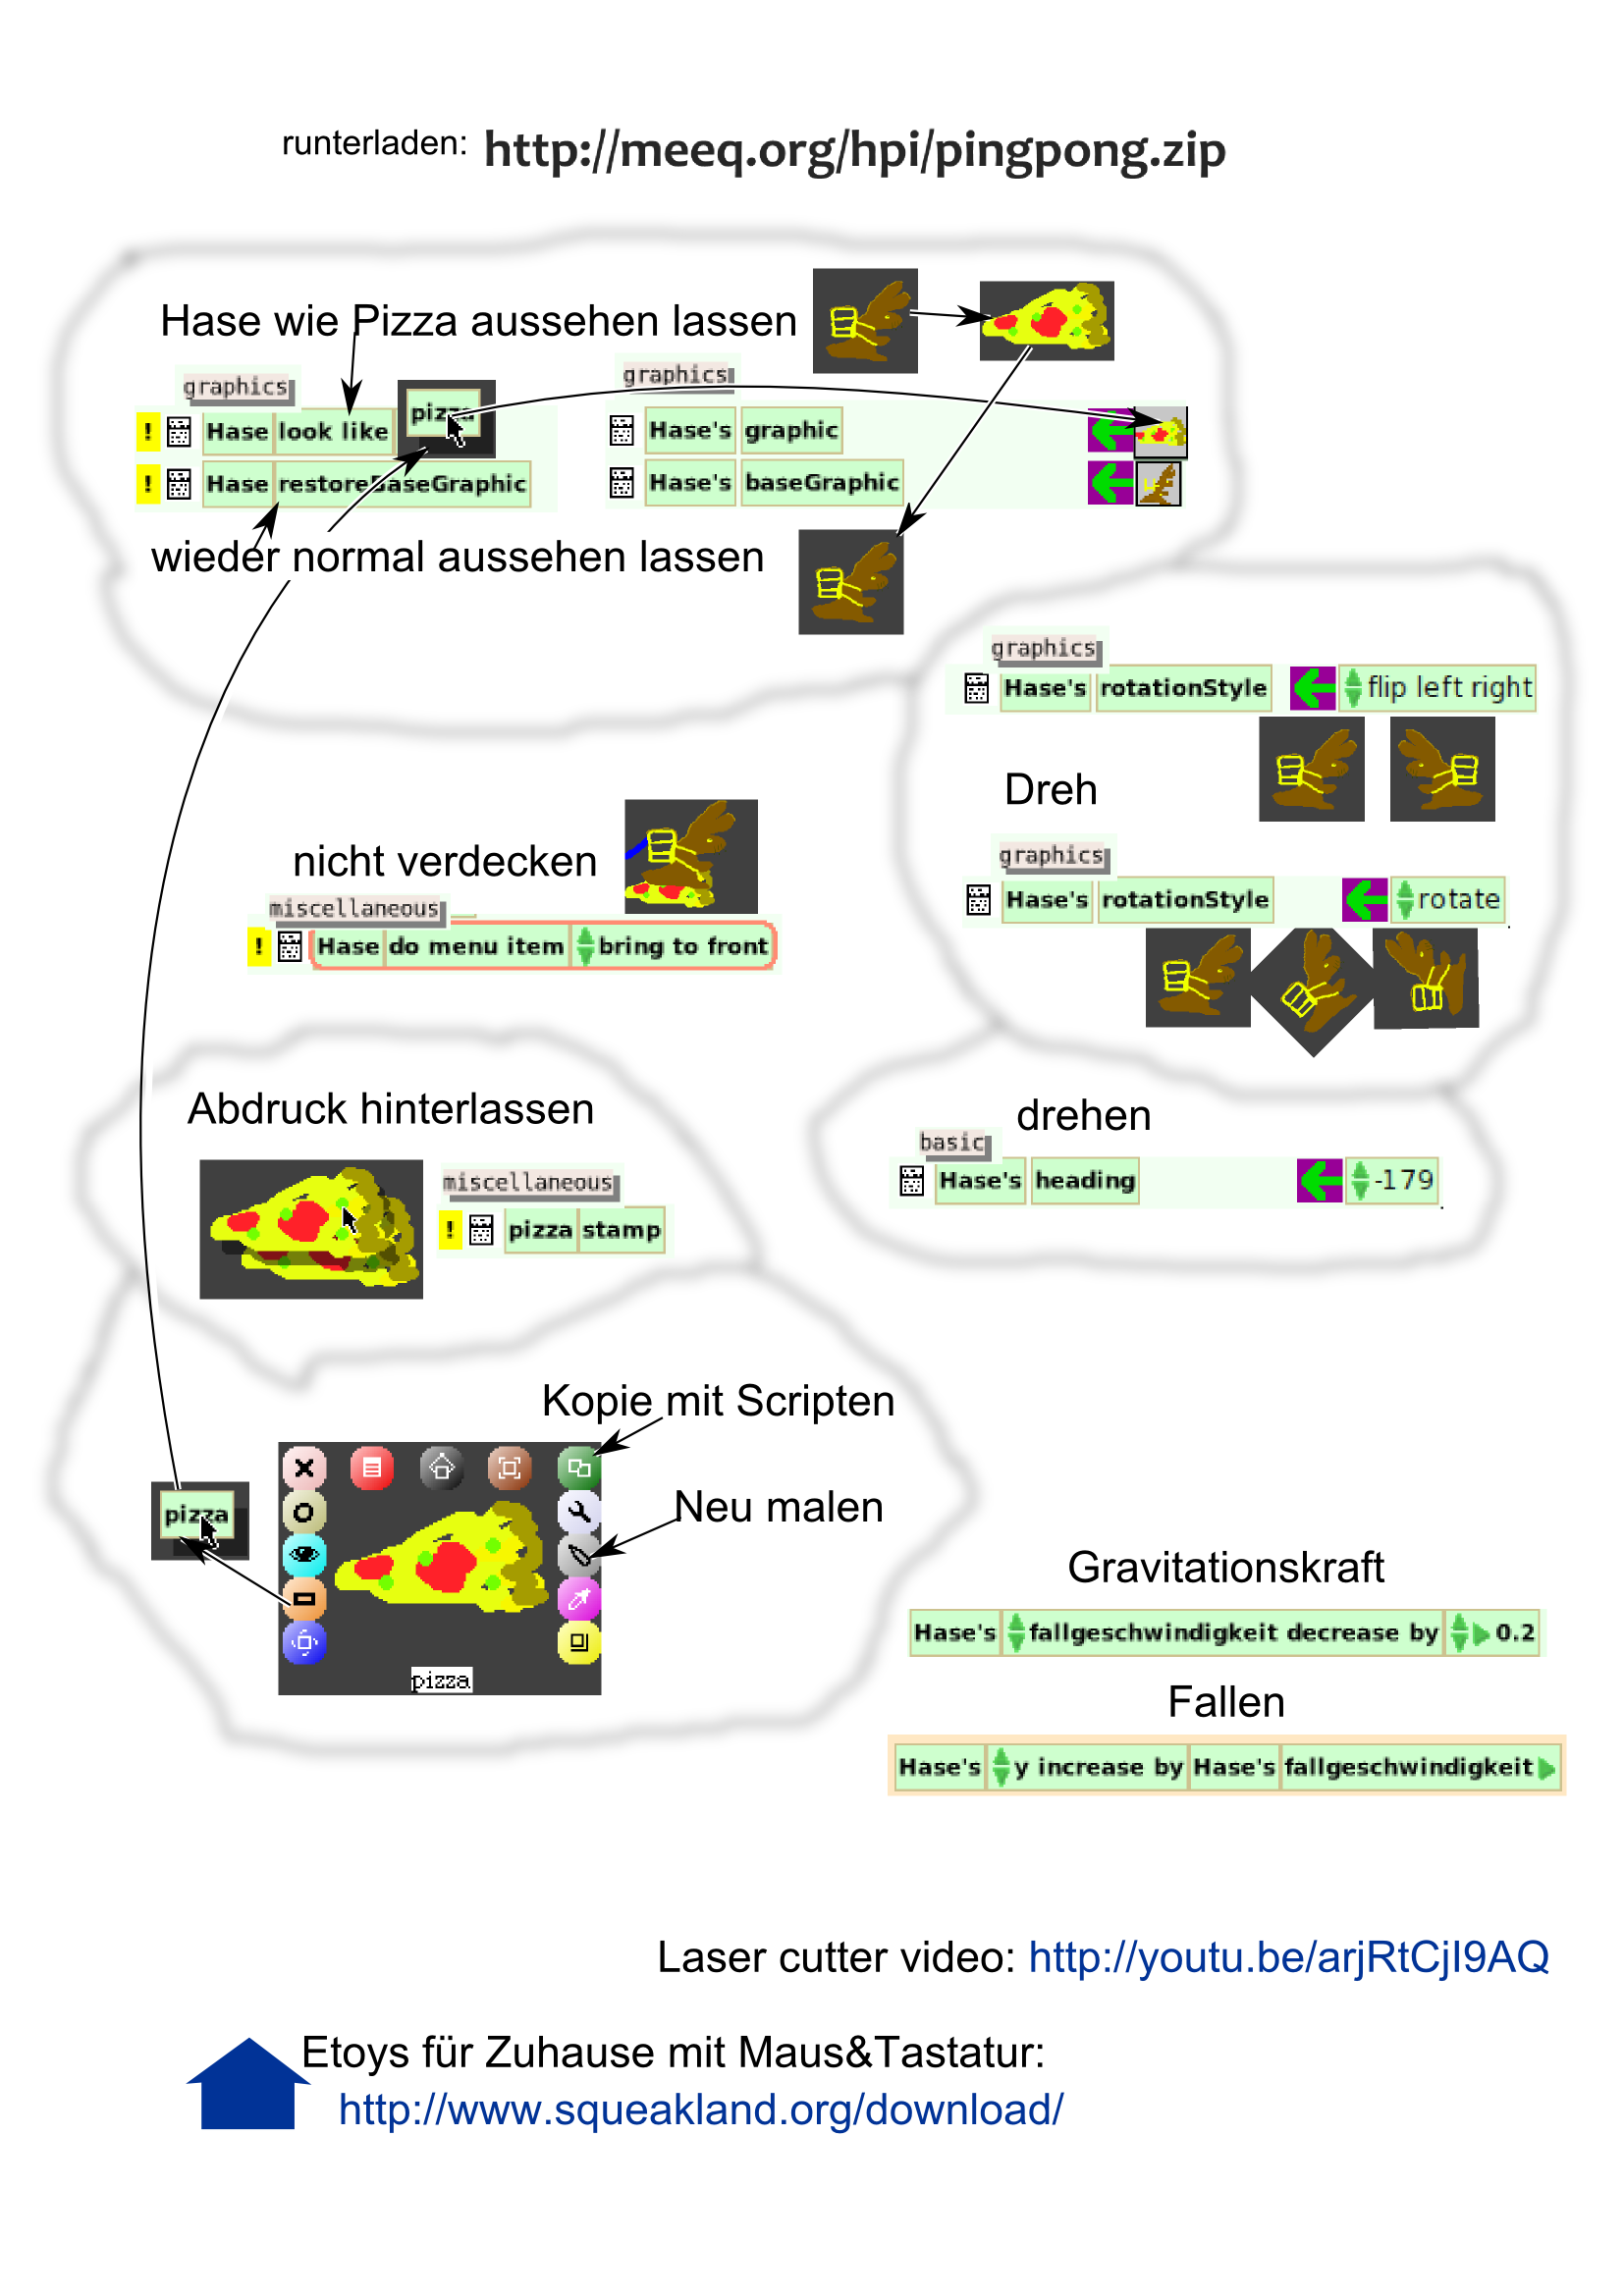 runterladen: http://meeq.org/hpi/pingpong.zip
Hase wie Pizza aussehen lassen
graphics
! Hase look like pizza
! Hase restoreBaseGraphic
graphics
Hase's graphic
Hase's baseGraphic
wieder normal aussehen lassen
graphics
Hase's rotationStyle flip left right
Dreh
graphics
Hase's rotationStyle rotate
nicht verdecken
miscellaneous
! Hase do menu item bring to front
Abdruck hinterlassen
miscellaneous
! pizza stamp
drehen
basic
Hase's heading -179
Kopie mit Scripten
Neu malen
pizza
pizza
Gravitationskraft
Hase's fallgeschwindigkeit decrease by 0.2
Fallen
Hase's y increase by Hase's fallgeschwindigkeit
Laser cutter video: http://youtu.be/arjRtCjI9AQ
Etoys für Zuhause mit Maus&Tastatur:
http://www.squeakland.org/download/